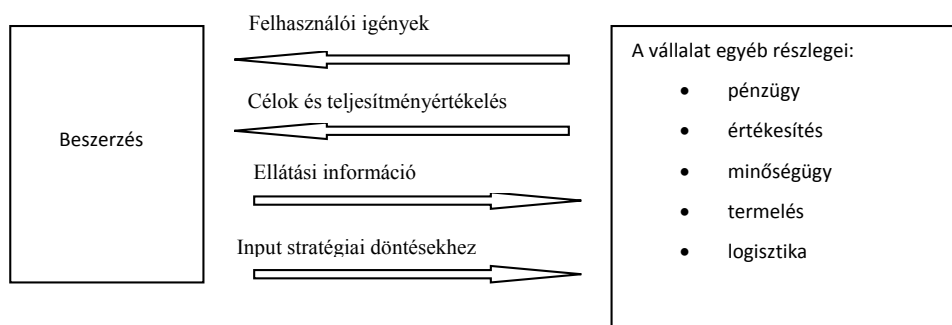 Felhasználói igények
Célok és teljesítményértékelés
Beszerzés
Ellátási információ
Input stratégiai döntésekhez
A vállalat egyéb részlegei:
• pénzügy
• értékesítés
• minőségügy
• termelés
• logisztika